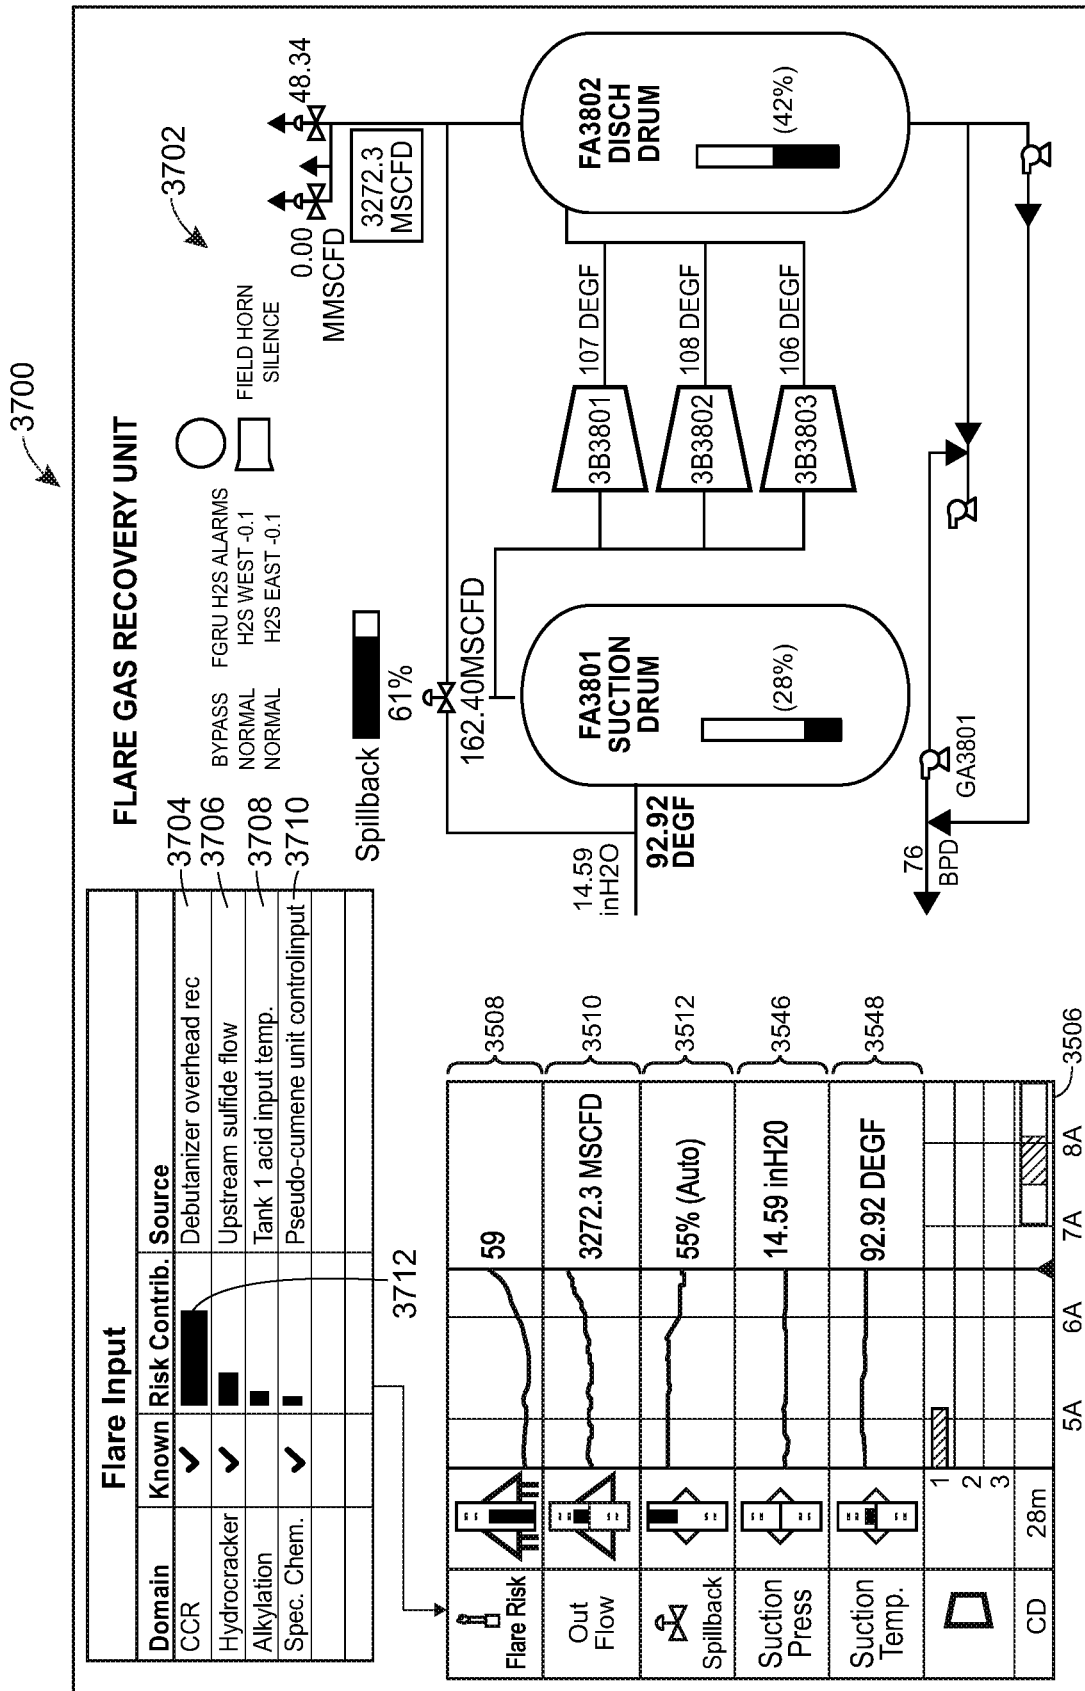 3700
Flare Input
Domain Known Risk Contrib. Source
CCR Debutanizer overhead rec
Hydrocracker Upstream sulfide flow
Alkylation Tank 1 acid input temp.
Spec. Chem. Pseudo-cumene unit controlinput
3704
3706
3708
3710
3712
FLARE GAS RECOVERY UNIT
BYPASS FGRU H2S ALARMS
NORMAL H2S WEST -0.1
NORMAL H2S EAST -0.1
FIELD HORN
SILENCE
3702
Spillback
61%
162.40MSCFD
0.00
MMSCFD
48.34
3272.3
MSCFD
14.59
inH2O
92.92
DEGF
FA3801
SUCTION
DRUM
(28%)
3B3801
107 DEGF
3B3802
108 DEGF
3B3803
106 DEGF
FA3802
DISCH
DRUM
(42%)
76
BPD
GA3801
Flare Risk 59
3508
Out
Flow
3272.3 MSCFD
3510
Spillback 55% (Auto)
3512
Suction
Press
14.59 inH20
3546
Suction
Temp.
92.92 DEGF
3548
1
2
3
CD 28m
3506
5A 6A 7A 8A